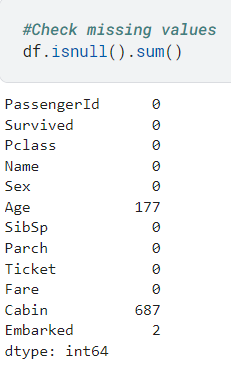 #Check missing values
df.isnull().sum()
PassengerId      0
Survived         0
Pclass           0
Name             0
Sex              0
Age            177
SibSp            0
Parch            0
Ticket           0
Fare             0
Cabin          687
Embarked         2
dtype: int64